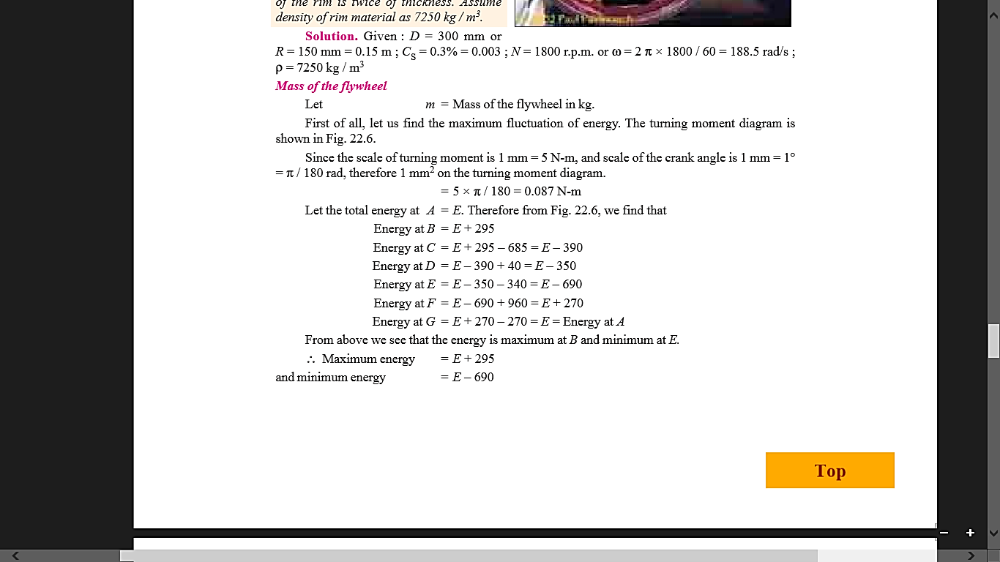 of the rim is twice of thickness. Assume
density of rim material as 7250 kg / m³.
Solution. Given : D = 300 mm or
R = 150 mm = 0.15 m ; C_S = 0.3% = 0.003 ; N = 1800 r.p.m. or ω = 2 π × 1800 / 60 = 188.5 rad/s ;
ρ = 7250 kg / m³
Mass of the flywheel
Let m = Mass of the flywheel in kg.
First of all, let us find the maximum fluctuation of energy. The turning moment diagram is
shown in Fig. 22.6.
Since the scale of turning moment is 1 mm = 5 N-m, and scale of the crank angle is 1 mm = 1°
= π / 180 rad, therefore 1 mm² on the turning moment diagram.
= 5 × π / 180 = 0.087 N-m
Let the total energy at A = E. Therefore from Fig. 22.6, we find that
Energy at B = E + 295
Energy at C = E + 295 – 685 = E – 390
Energy at D = E – 390 + 40 = E – 350
Energy at E = E – 350 – 340 = E – 690
Energy at F = E – 690 + 960 = E + 270
Energy at G = E + 270 – 270 = E = Energy at A
From above we see that the energy is maximum at B and minimum at E.
∴ Maximum energy = E + 295
and minimum energy = E – 690
Top